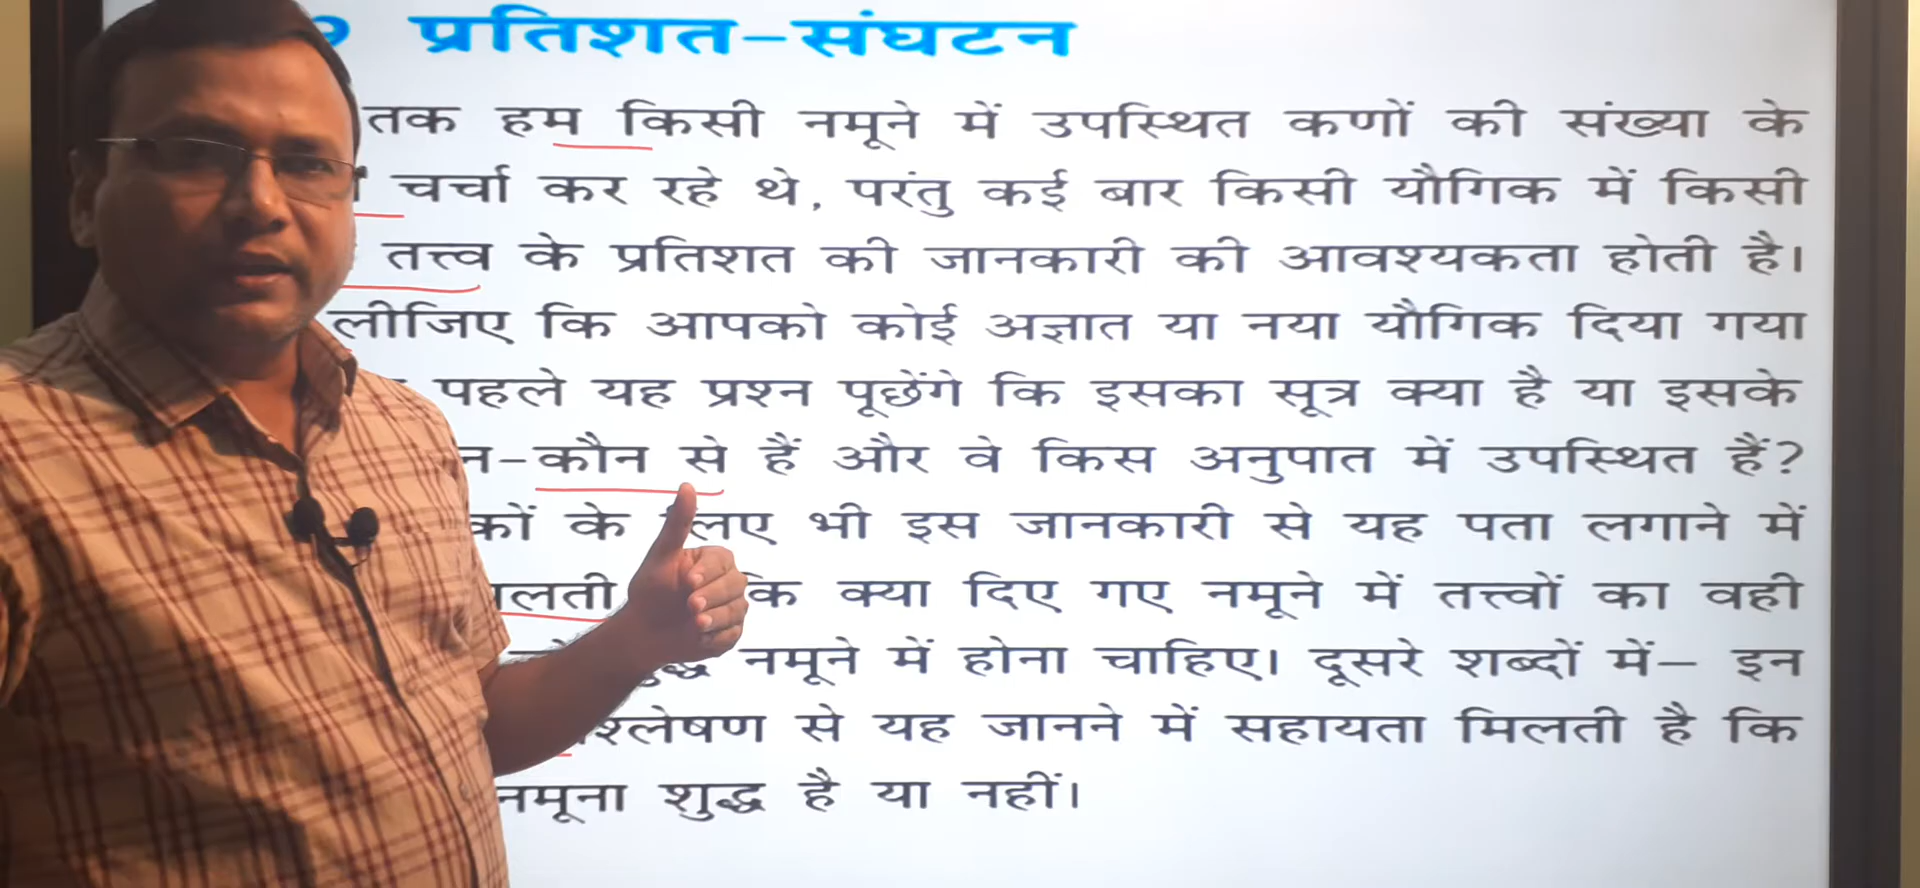 प्रतिशत-संघटन
तक हम किसी नमूने में उपस्थित कणों की संख्या के
चर्चा कर रहे थे, परंतु कई बार किसी यौगिक में किसी
तत्त्व के प्रतिशत की जानकारी की आवश्यकता होती है।
लीजिए कि आपको कोई अज्ञात या नया यौगिक दिया गया
पहले यह प्रश्न पूछेंगे कि इसका सूत्र क्या है या इसके
न-कौन से हैं और वे किस अनुपात में उपस्थित हैं?
कों के लिए भी इस जानकारी से यह पता लगाने में
लती कि क्या दिए गए नमूने में तत्त्वों का वही
नमूने में होना चाहिए। दूसरे शब्दों में– इन
श्लेषण से यह जानने में सहायता मिलती है कि
नमूना शुद्ध है या नहीं।